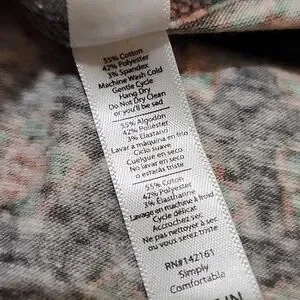 55% Cotton
42% Polyester
3% Spandex
Machine Wash Cold
Gentle Cycle
Hang Dry
Do Not Dry Clean
or you'll be sad
55% Algodón
42% Poliéster
3% Elastano
Lavar a máquina en frío
Ciclo suave
Cuelgue en seco
No lavar en seco
o estarás triste
55% Coton
42% Polyester
3% Élasthanne
Lavage en machine à froid
Cycle délicat
Accrochez sec
Ne pas nettoyer à sec
ou vous serez triste
RN#142161
Simply
Comfortable